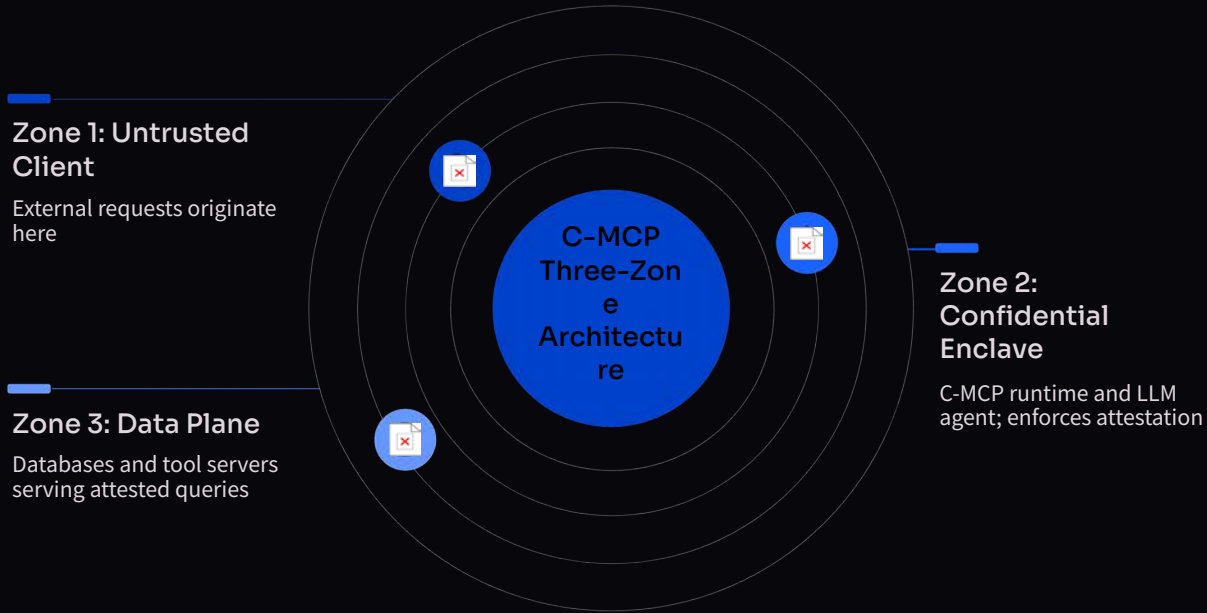 Zone 1: Untrusted
Client
External requests originate
here
C-MCP
Three-Zon
e
Architectu
re
Zone 2:
Confidential
Enclave
C-MCP runtime and LLM
agent; enforces attestation
Zone 3: Data Plane
Databases and tool servers
serving attested queries